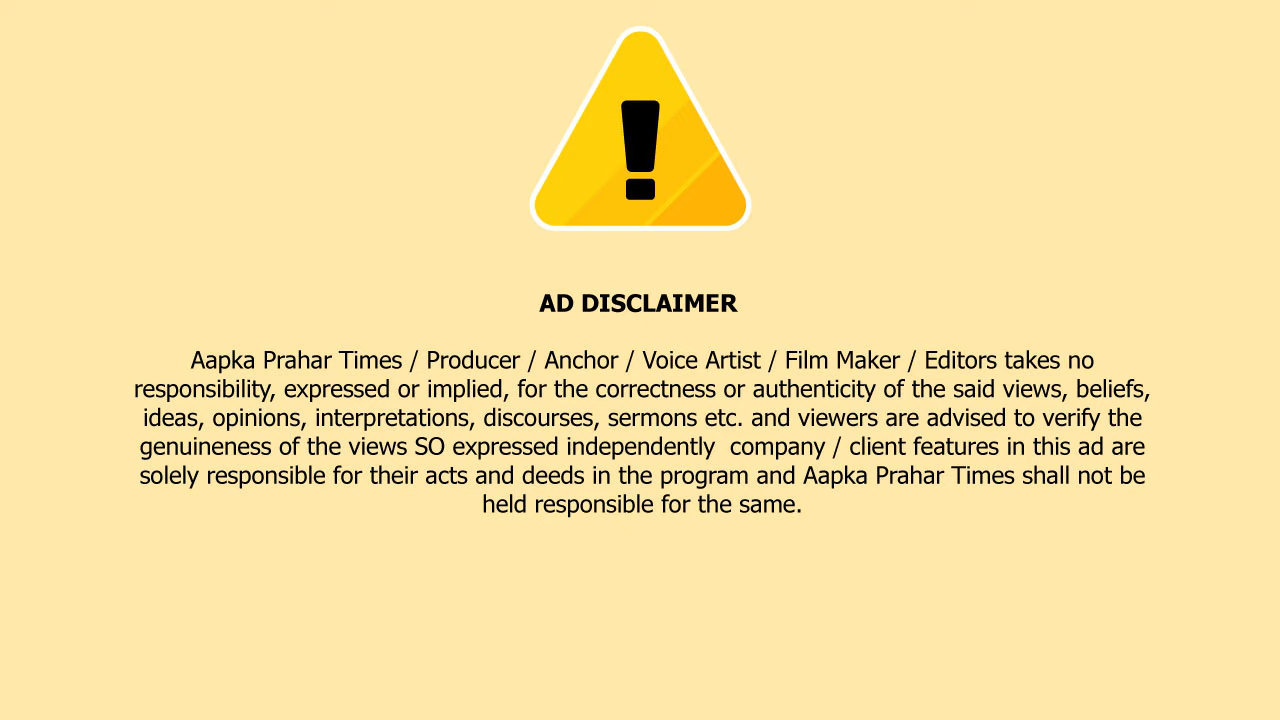 AD DISCLAIMER
Aapka Prahar Times / Producer / Anchor / Voice Artist / Film Maker / Editors takes no
responsibility, expressed or implied, for the correctness or authenticity of the said views, beliefs,
ideas, opinions, interpretations, discourses, sermons etc. and viewers are advised to verify the
genuineness of the views SO expressed independently  company / client features in this ad are
solely responsible for their acts and deeds in the program and Aapka Prahar Times shall not be
held responsible for the same.